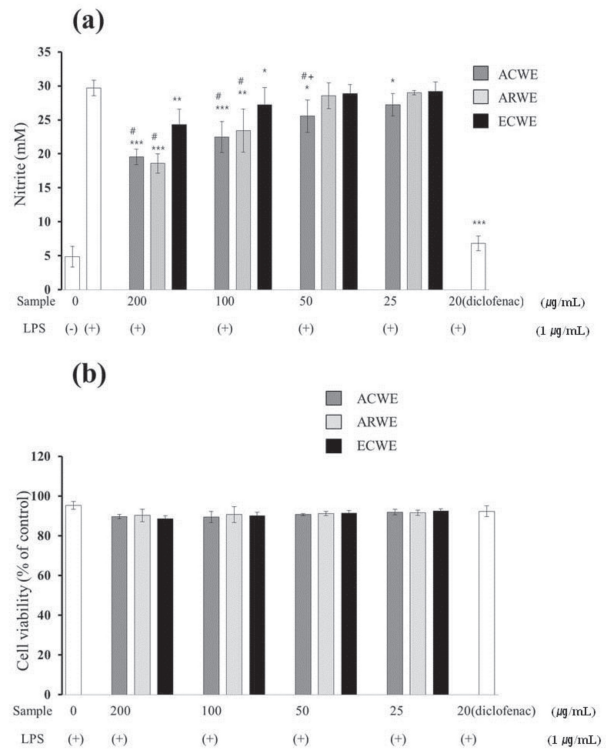 (a)
35
30
25
20
15
10
5
0
Nitrite (mM)
ACWE
ARWE
ECWE
# *** # *** ** # *** # ** * #+ * * ***
Sample 0 200 100 50 25 20(diclofenac) (㎍/mL)
LPS (-) (+) (+) (+) (+) (+) (+) (1 ㎍/mL)
(b)
ACWE
ARWE
ECWE
120
100
80
60
40
20
0
Cell viability (% of control)
Sample 0 200 100 50 25 20(diclofenac) (㎍/mL)
LPS (+) (+) (+) (+) (+) (+) (1 ㎍/mL)